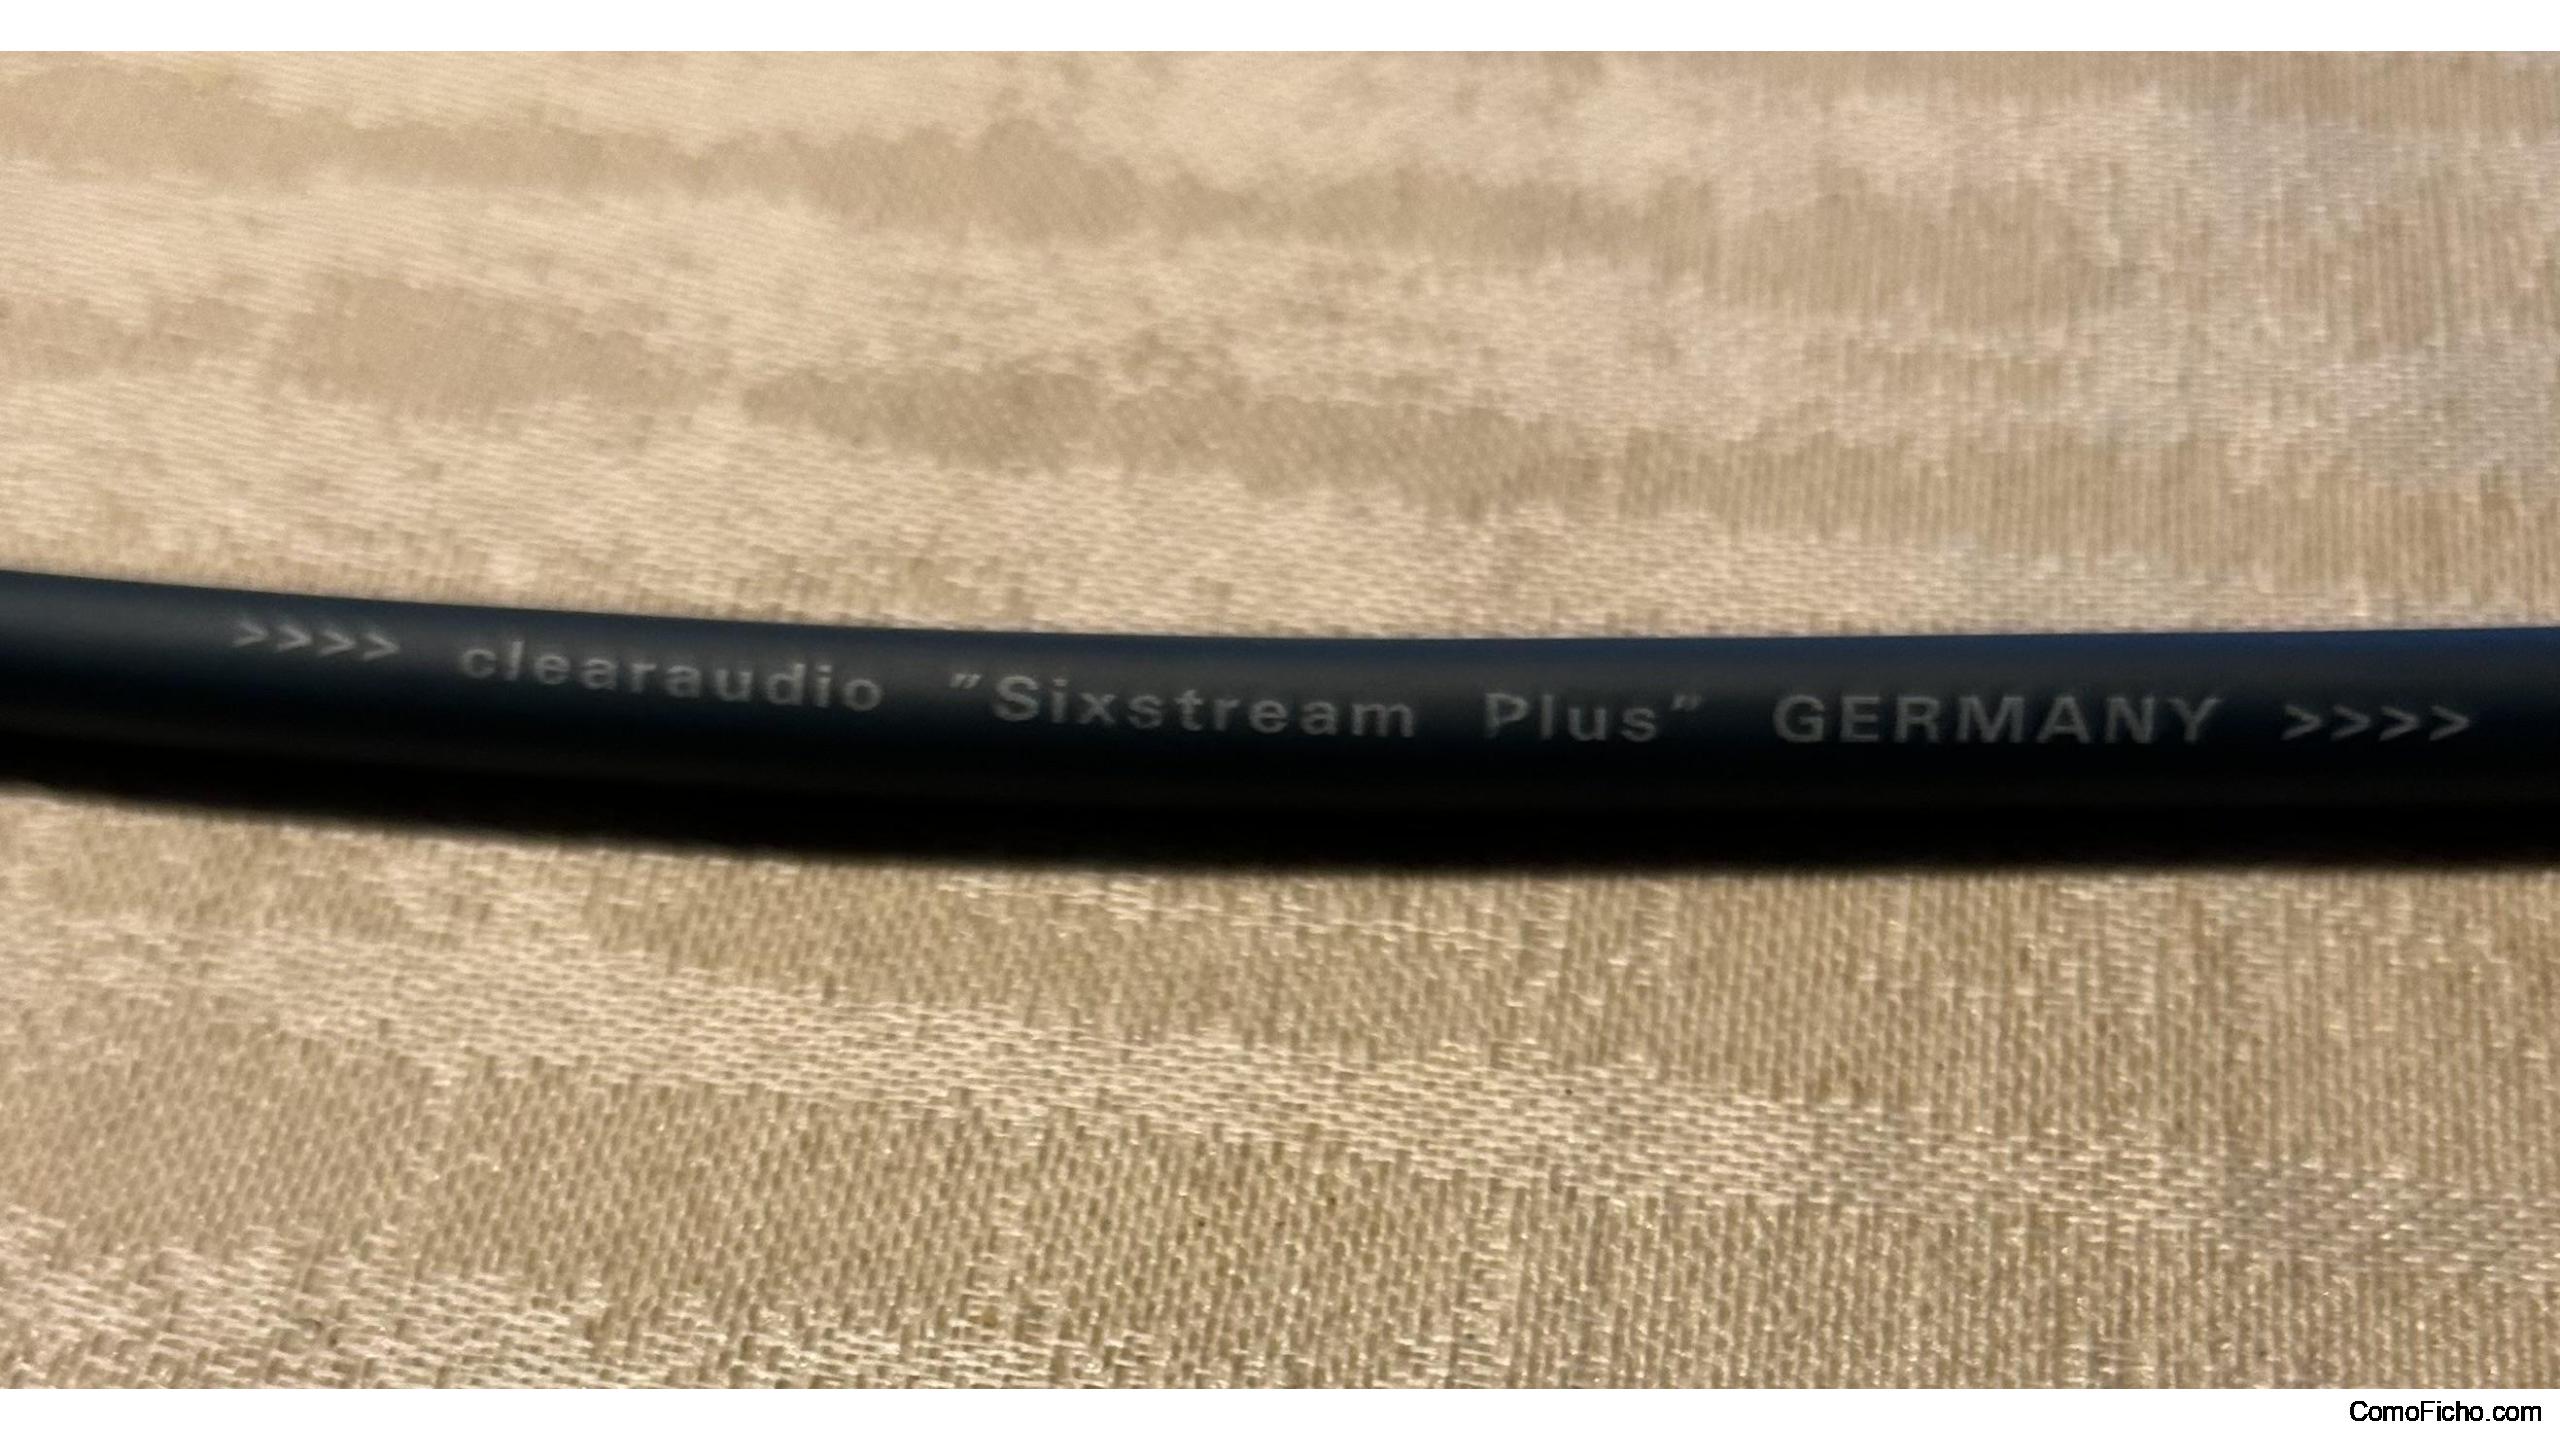 >>>> clearaudio "Sixstream Plus" GERMANY >>>>
ComoFicho.com